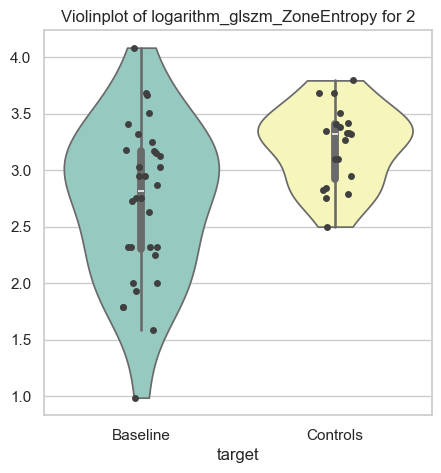 Violinplot of logarithm_glszm_ZoneEntropy for 2
4.0
3.5
3.0
2.5
2.0
1.5
1.0
Baseline
Controls
target